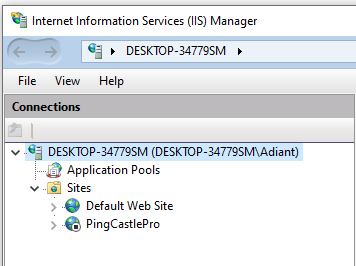 Internet Information Services (IIS) Manager
DESKTOP-34779SM
File View Help
Connections
DESKTOP-34779SM (DESKTOP-34779SM\Adiant)
Application Pools
Sites
Default Web Site
PingCastlePro